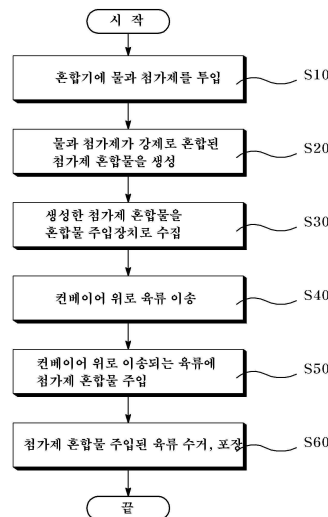 시 작
혼합기에 물과 첨가제를 투입
S10
물과 첨가제가 강제로 혼합된
첨가제 혼합물을 생성
S20
생성한 첨가제 혼합물을
혼합물 주입장치로 수집
S30
컨베이어 위로 육류 이송
S40
컨베이어 위로 이송되는 육류에
첨가제 혼합물 주입
S50
첨가제 혼합물 주입된 육류 수거, 포장
S60
끝